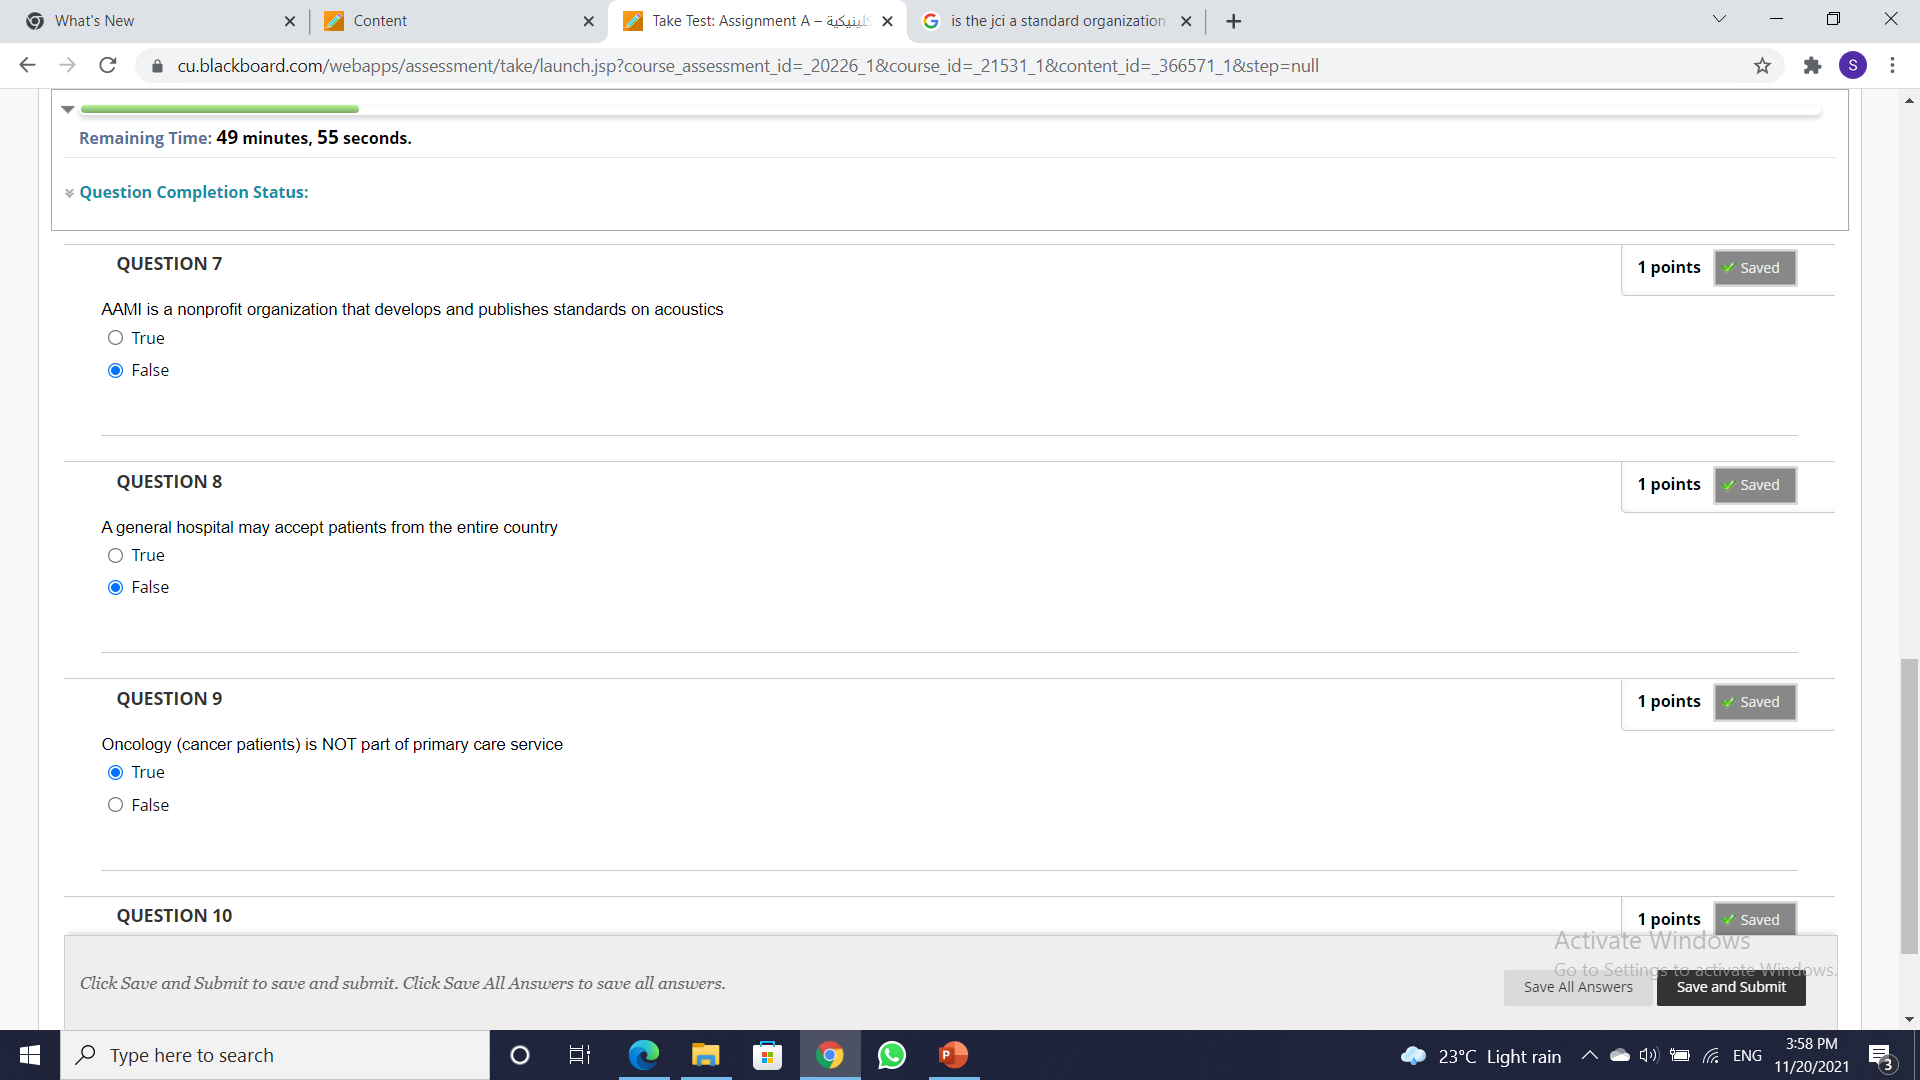 What's New
Content
Take Test: Assignment A – كلينيكية
is the jci a standard organization
cu.blackboard.com/webapps/assessment/take/launch.jsp?course_assessment_id=_20226_1&course_id=_21531_1&content_id=_366571_1&step=null
S
Remaining Time: 49 minutes, 55 seconds.
Question Completion Status:
QUESTION 7
1 points
Saved
AAMI is a nonprofit organization that develops and publishes standards on acoustics
True
False
QUESTION 8
1 points
Saved
A general hospital may accept patients from the entire country
True
False
QUESTION 9
1 points
Saved
Oncology (cancer patients) is NOT part of primary care service
True
False
QUESTION 10
1 points
Saved
Activate Windows
Go to Settings to activate Windows.
Click Save and Submit to save and submit. Click Save All Answers to save all answers.
Save All Answers
Save and Submit
Type here to search
23°C Light rain
ENG
3:58 PM
11/20/2021
3